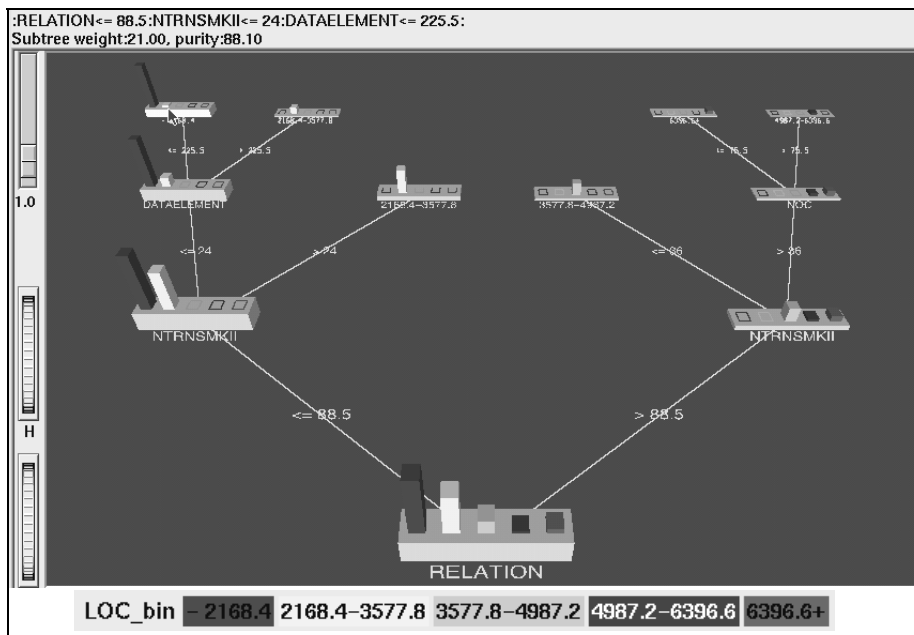 :RELATION<= 88.5:NTRNSMKII<= 24:DATAELEMENT<= 225.5:
Subtree weight:21.00, purity:88.10
2168.4-3577.8
6396.6+
4987.2-6396.6
<= 225.5
> 225.5
<= 75.5
> 75.5
1.0
DATAELEMENT
2168.4-3577.8
3577.8-4987.2
NOC
<= 24
> 24
<= 36
> 36
NTRNSMKII
NTRNSMKII
<= 88.5
> 88.5
H
RELATION
LOC_bin - 2168.4 2168.4-3577.8 3577.8-4987.2 4987.2-6396.6 6396.6+